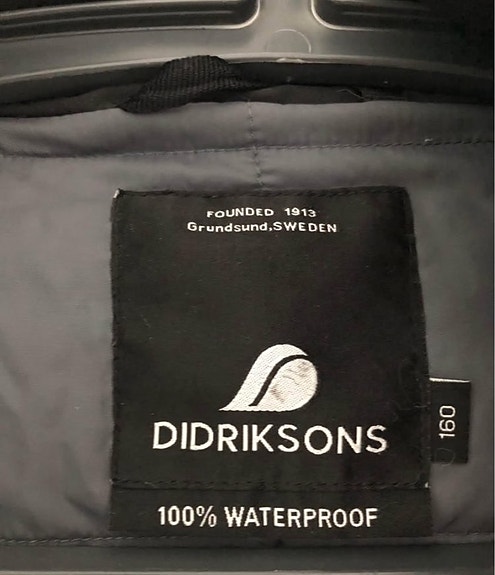 FOUNDED 1913
Grundsund,SWEDEN
DIDRIKSONS
160
100% WATERPROOF